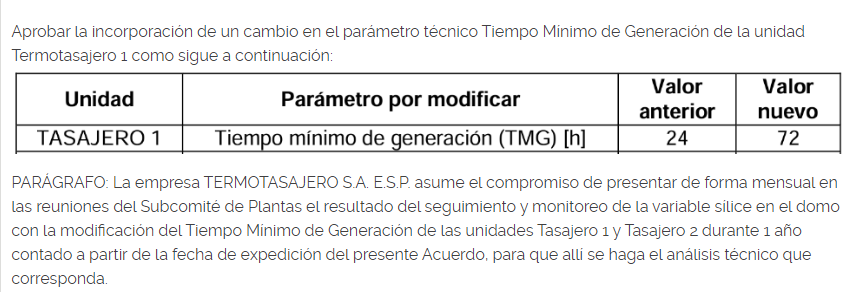 Aprobar la incorporación de un cambio en el parámetro técnico Tiempo Mínimo de Generación de la unidad
Termotasajero 1 como sigue a continuación:
Unidad Parámetro por modificar Valor anterior Valor nuevo
TASAJERO 1 Tiempo mínimo de generación (TMG) [h] 24 72
PARÁGRAFO: La empresa TERMOTASAJERO S.A. E.S.P. asume el compromiso de presentar de forma mensual en
las reuniones del Subcomité de Plantas el resultado del seguimiento y monitoreo de la variable sílice en el domo
con la modificación del Tiempo Mínimo de Generación de las unidades Tasajero 1 y Tasajero 2 durante 1 año
contado a partir de la fecha de expedición del presente Acuerdo, para que allí se haga el análisis técnico que
corresponda.